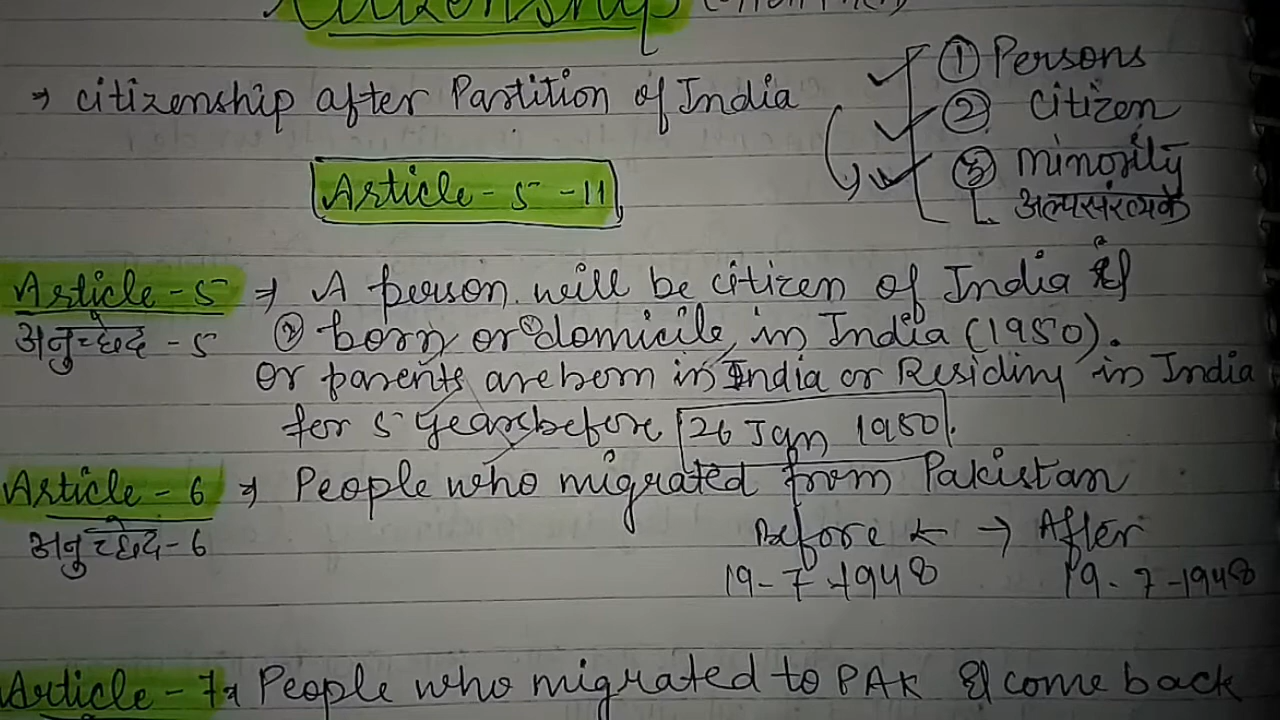 Citizenship
⇒ citizenship after Partition of India
① Persons
② citizen
③ minority
अल्पसंख्यक
Article - 5 - 11
Article - 5 ⇒ A person will be citizen of India if
अनुच्छेद - 5 ① born or ② domicile in India (1950).
Or parents are born in India or Residing in India
for 5 years before 26 Jan 1950.
Article - 6 ⇒ People who migrated from Pakistan
अनुच्छेद - 6
Before ← → After
19-7-1948 19-7-1948
Article - 7 ⇒ People who migrated to PAK & come back